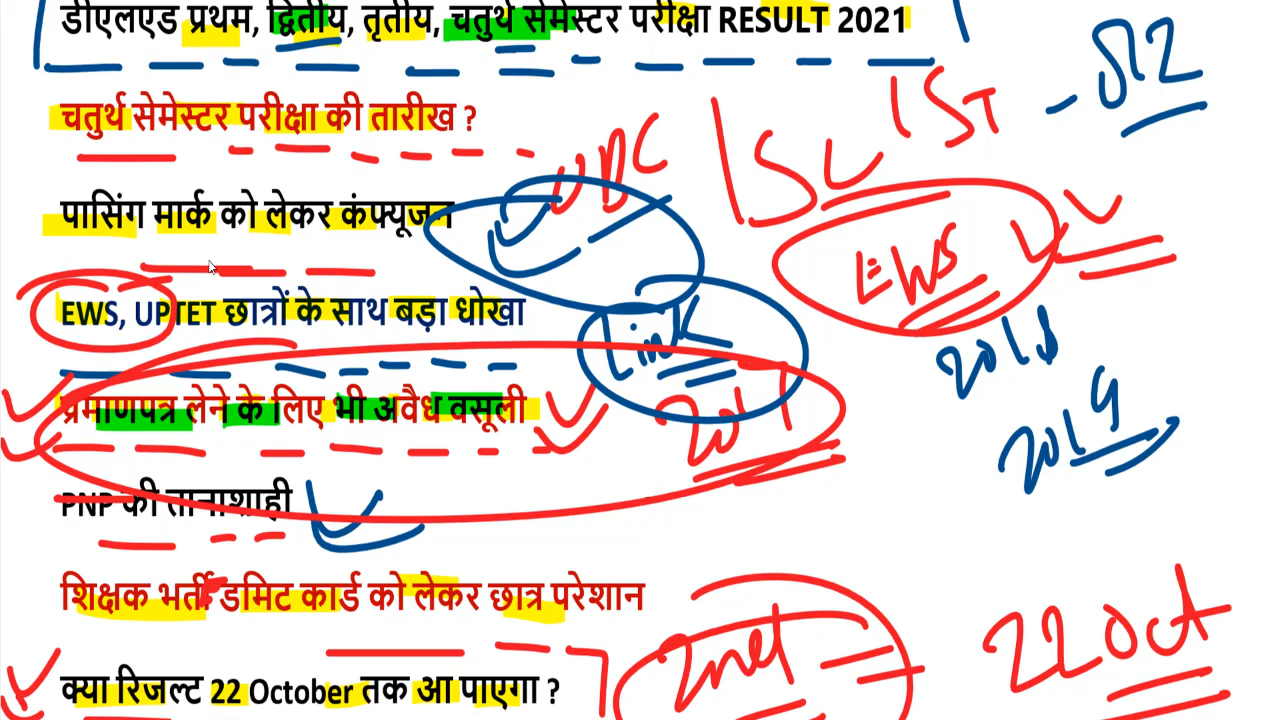 डीएलएड प्रथम, द्वितीय, तृतीय, चतुर्थ सेमेस्टर परीक्षा RESULT 2021
चतुर्थ सेमेस्टर परीक्षा की तारीख ?
पासिंग मार्क को लेकर कंफ्यूजन
EWS, UPTET छात्रों के साथ बड़ा धोखा
प्रमाणपत्र लेने के लिए भी अवैध वसूली
PNP की तानाशाही
शिक्षक भर्ती डमिट कार्ड को लेकर छात्र परेशान
क्या रिजल्ट 22 October तक आ पाएगा ?
OBC
SC
ST
EWS
Link
2018
2019
2017
22 Oct